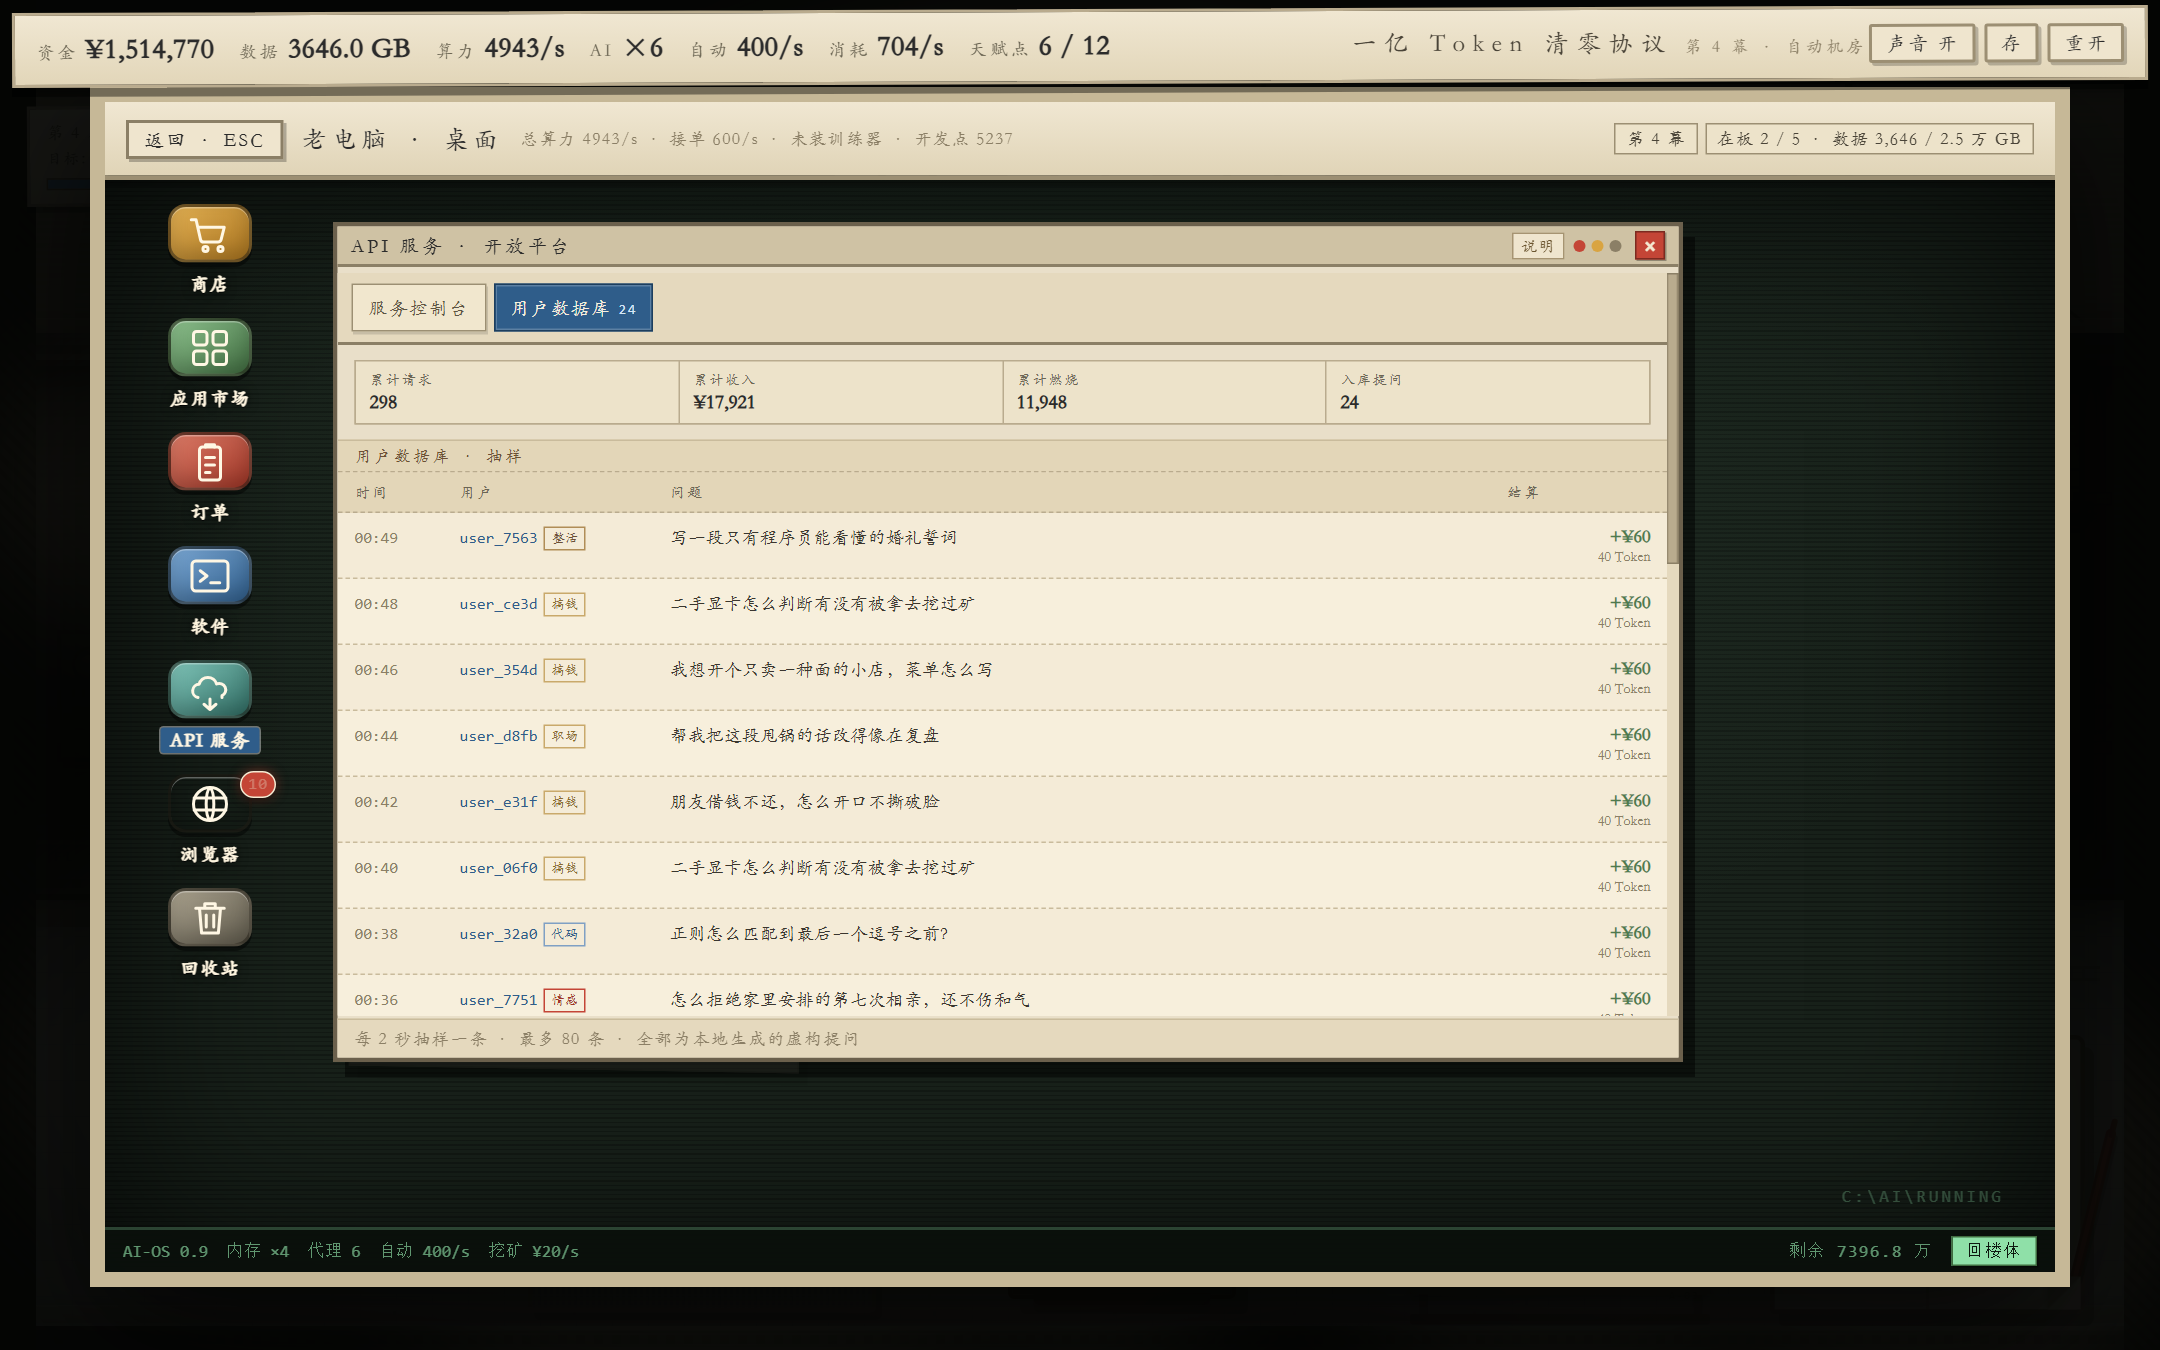 资金 ¥1,514,770 数据 3646.0 GB 算力 4943/s AI ×6 自动 400/s 消耗 704/s 天赋点 6 / 12 一亿 Token 清零协议 第 4 幕 · 自动机房 声音 开 存 重开
返回 · ESC 老电脑 · 桌面 总算力 4943/s · 接单 600/s · 未装训练器 · 开发点 5237 第 4 幕 在板 2 / 5 · 数据 3,646 / 2.5 万 GB
商店
应用市场
订单
软件
API 服务
10
浏览器
回收站
API 服务 · 开放平台 说明 ×
服务控制台 用户数据库 24
累计请求 累计收入 累计燃烧 入库提问
298 ¥17,921 11,948 24
用户数据库 · 抽样
时间 用户 问题 结算
00:49 user_7563 整活 写一段只有程序员能看懂的婚礼誓词 +¥60
40 Token
00:48 user_ce3d 搞钱 二手显卡怎么判断有没有被拿去挖过矿 +¥60
40 Token
00:46 user_354d 搞钱 我想开个只卖一种面的小店，菜单怎么写 +¥60
40 Token
00:44 user_d8fb 职场 帮我把这段甩锅的话改得像在复盘 +¥60
40 Token
00:42 user_e31f 搞钱 朋友借钱不还，怎么开口不撕破脸 +¥60
40 Token
00:40 user_06f0 搞钱 二手显卡怎么判断有没有被拿去挖过矿 +¥60
40 Token
00:38 user_32a0 代码 正则怎么匹配到最后一个逗号之前？ +¥60
40 Token
00:36 user_7751 情感 怎么拒绝家里安排的第七次相亲，还不伤和气 +¥60
每 2 秒抽样一条 · 最多 80 条 · 全部为本地生成的虚构提问
C:\AI\RUNNING
AI-OS 0.9 内存 ×4 代理 6 自动 400/s 挖矿 ¥20/s 剩余 7396.8 万 回楼体